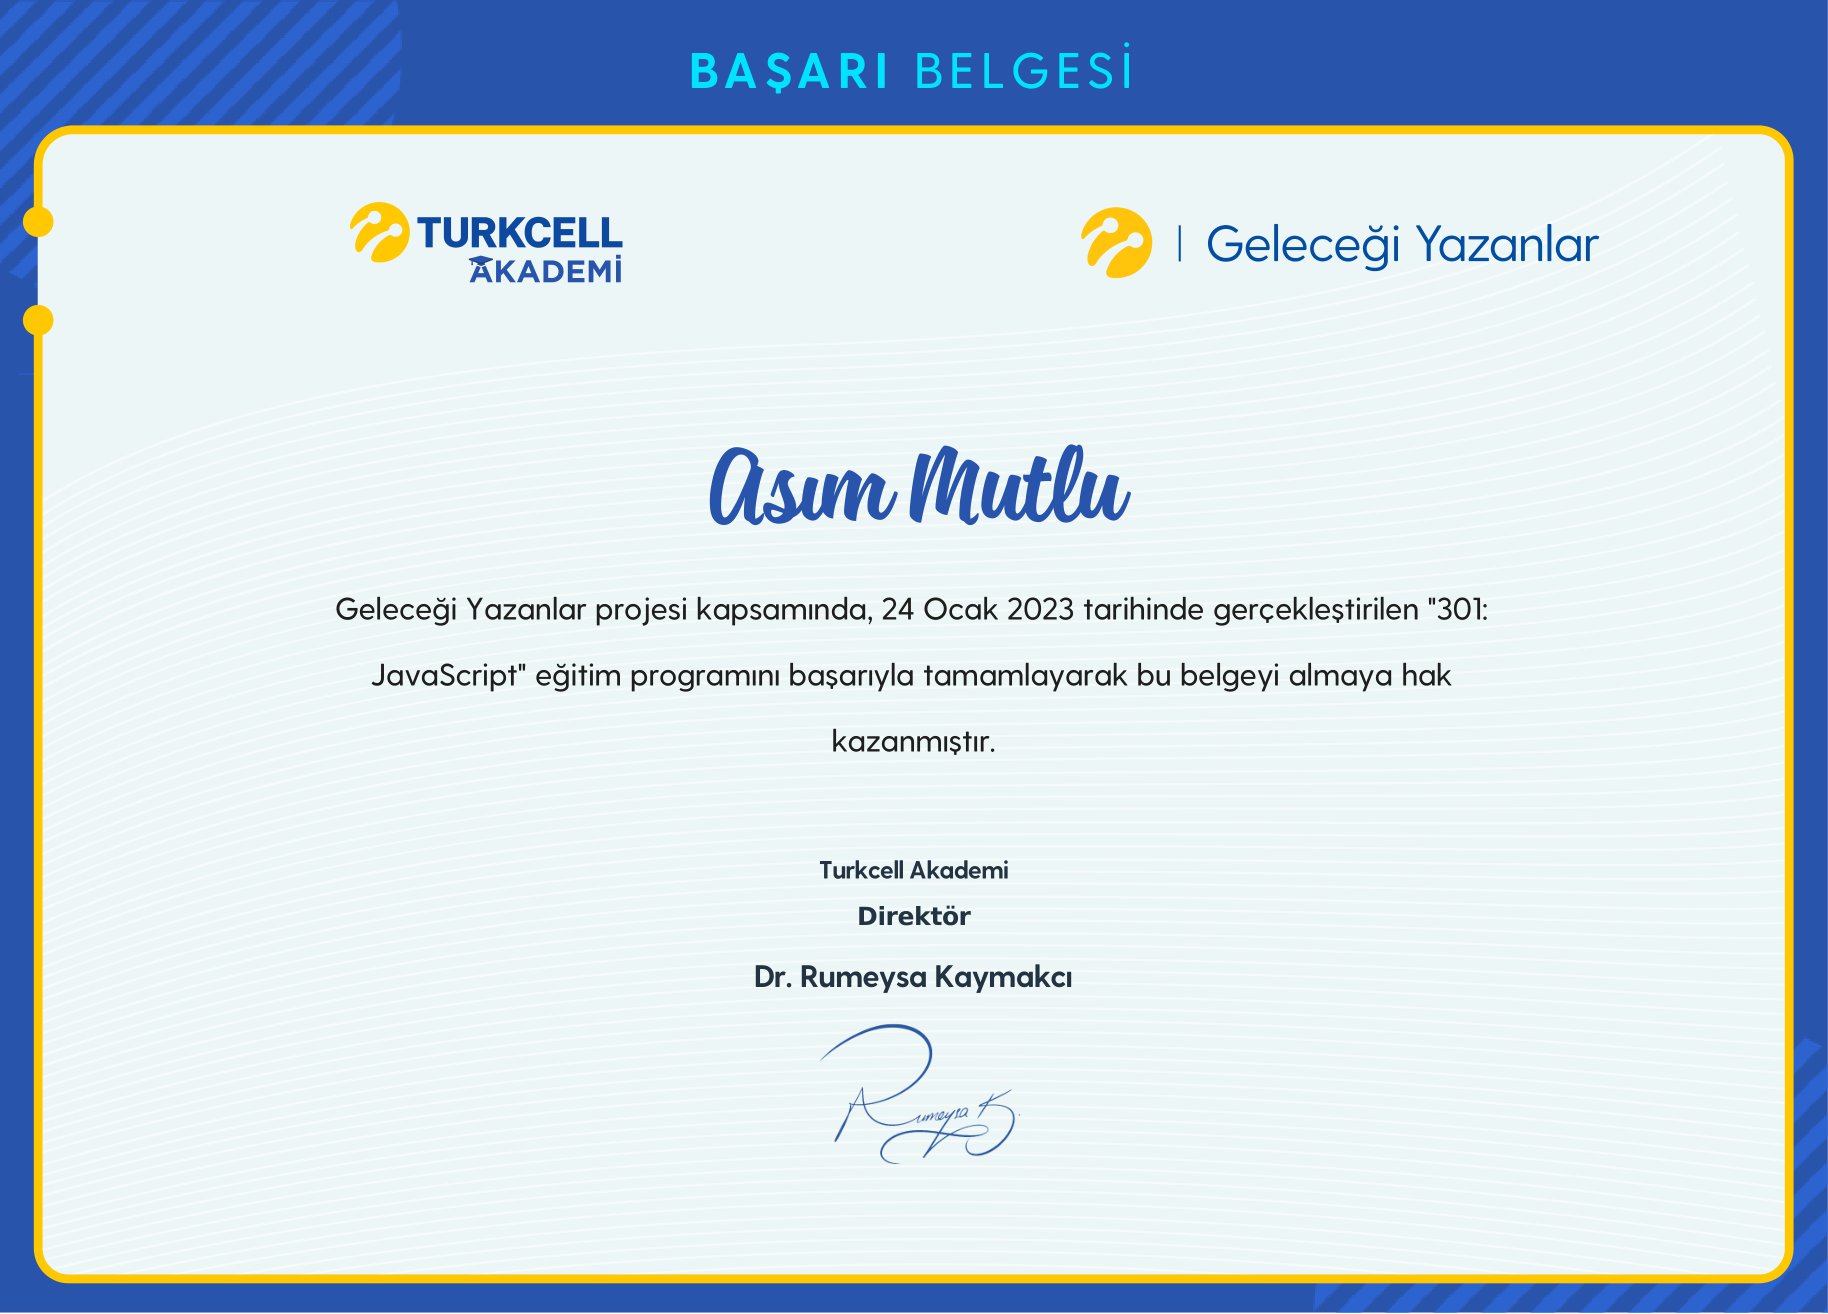 BAŞARI BELGESİ
TURKCELL
AKADEMİ
Geleceği Yazanlar
Asım Mutlu
Geleceği Yazanlar projesi kapsamında, 24 Ocak 2023 tarihinde gerçekleştirilen "301:
JavaScript" eğitim programını başarıyla tamamlayarak bu belgeyi almaya hak
kazanmıştır.
Turkcell Akademi
Direktör
Dr. Rumeysa Kaymakcı
Rumeysa K.